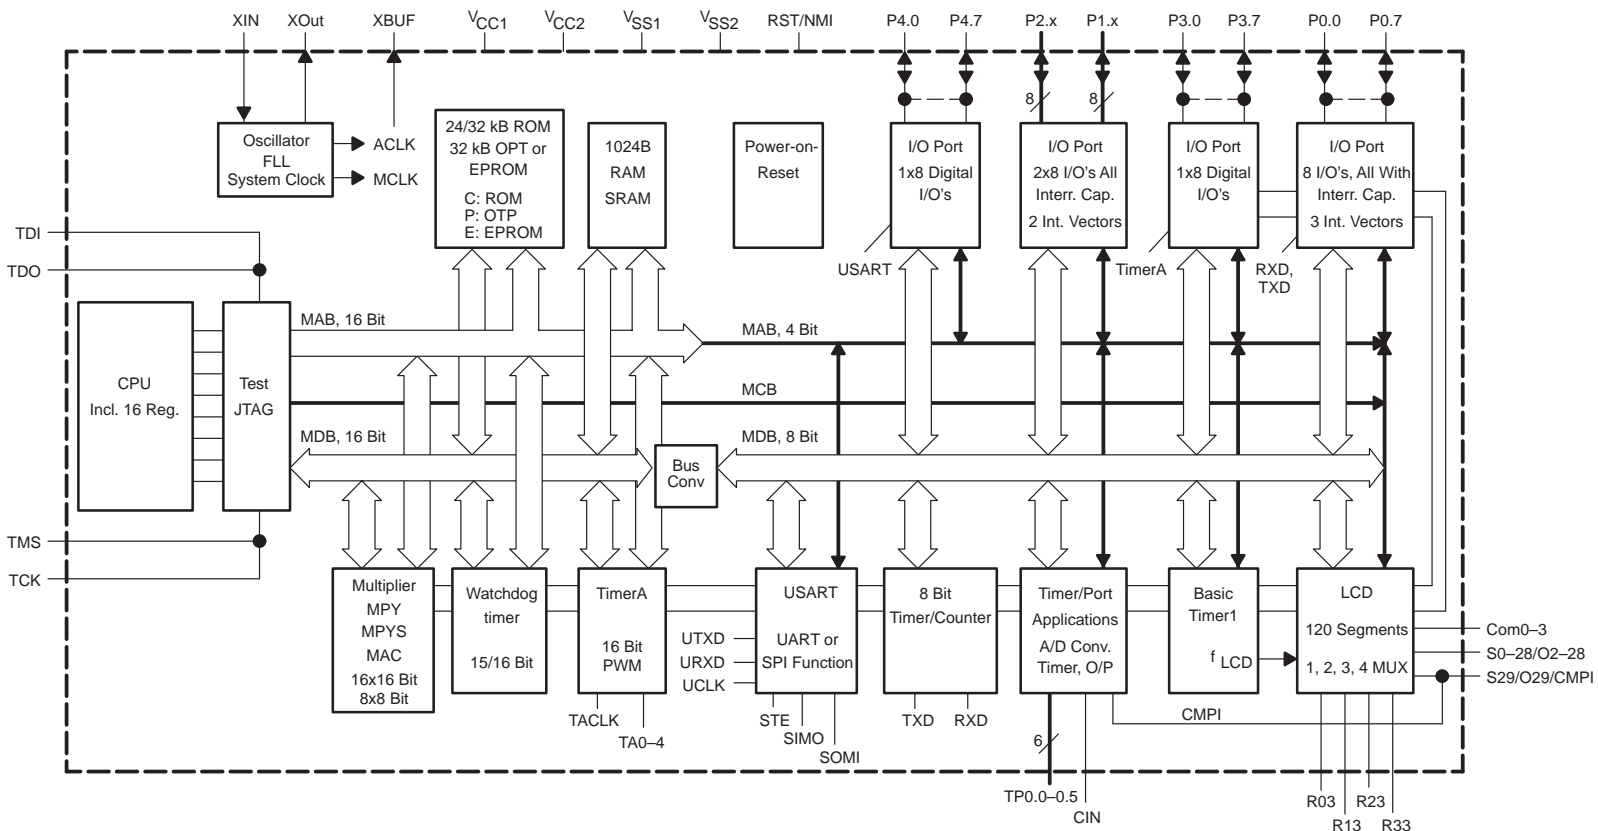 XIN XOut XBUF VCC1 VCC2 VSS1 VSS2 RST/NMI P4.0 P4.7 P2.x P1.x P3.0 P3.7 P0.0 P0.7
8 8
Oscillator
FLL
System Clock
ACLK
MCLK
24/32 kB ROM
32 kB OPT or
EPROM
C: ROM
P: OTP
E: EPROM
1024B
RAM
SRAM
Power-on-
Reset
I/O Port
1x8 Digital
I/O's
I/O Port
2x8 I/O's All
Interr. Cap.
2 Int. Vectors
I/O Port
1x8 Digital
I/O's
I/O Port
8 I/O's, All With
Interr. Cap.
3 Int. Vectors
TDI
TDO
USART
TimerA
RXD,
TXD
MAB, 16 Bit
MAB, 4 Bit
CPU
Incl. 16 Reg.
Test
JTAG
MCB
MDB, 16 Bit
MDB, 8 Bit
Bus
Conv
TMS
TCK
Multiplier
MPY
MPYS
MAC
16x16 Bit
8x8 Bit
Watchdog
timer
15/16 Bit
TimerA
16 Bit
PWM
USART
UART or
SPI Function
8 Bit
Timer/Counter
Timer/Port
Applications
A/D Conv.
Timer, O/P
Basic
Timer1
fLCD
LCD
120 Segments
1, 2, 3, 4 MUX
UTXD
URXD
UCLK
Com0–3
S0–28/O2–28
S29/O29/CMPI
TACLK
TA0–4
STE
SIMO
SOMI
TXD
RXD
CMPI
6
TP0.0–0.5
CIN
R03
R13
R23
R33